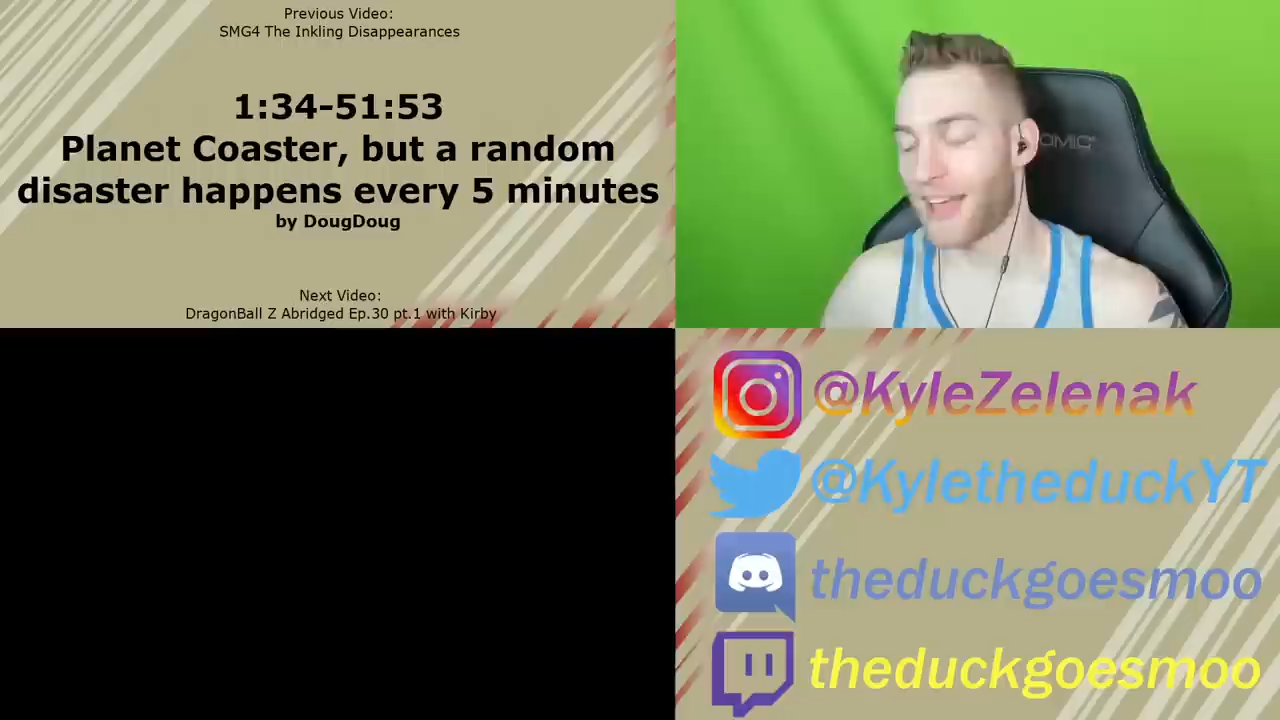 Previous Video:
SMG4 The Inkling Disappearances
1:34-51:53
Planet Coaster, but a random
disaster happens every 5 minutes
by DougDoug
Next Video:
DragonBall Z Abridged Ep.30 pt.1 with Kirby
OMIC
@KyleZelenak
@KyletheduckYT
theduckgoesmoo
theduckgoesmoo